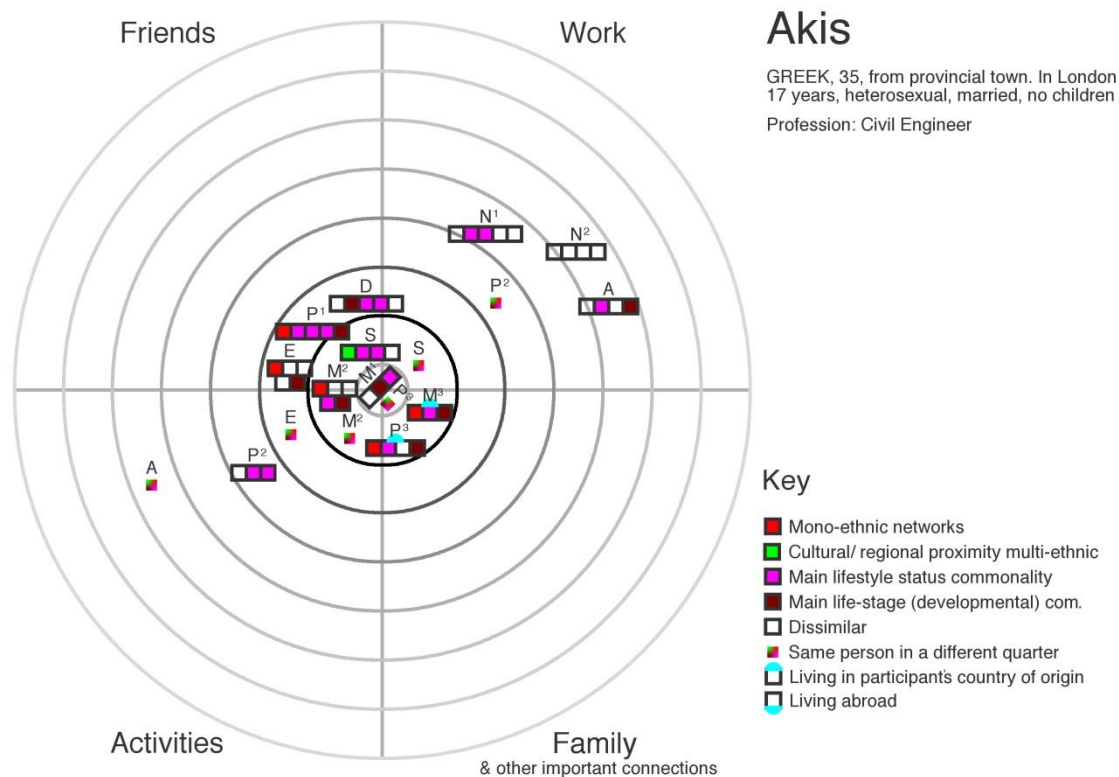 Friends
Work
Akis
GREEK, 35, from provincial town. In London
17 years, heterosexual, married, no children
Profession: Civil Engineer
N¹
N²
P²
D
A
P¹
S
S
E
M²
M¹
P³
M³
E
M²
P³
P²
A
Key
Mono-ethnic networks
Cultural/ regional proximity multi-ethnic
Main lifestyle status commonality
Main life-stage (developmental) com.
Dissimilar
Same person in a different quarter
Living in participant's country of origin
Living abroad
Activities
Family
& other important connections